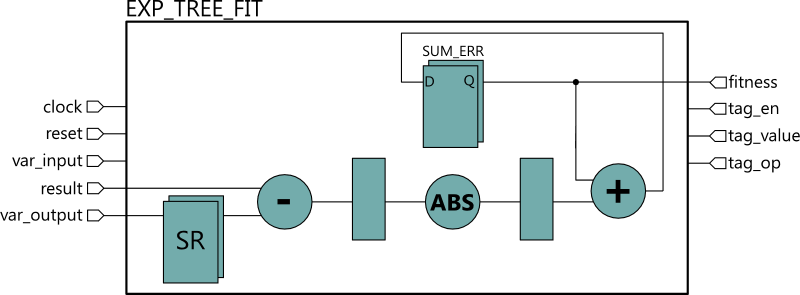 EXP_TREE_FIT
SUM_ERR
D
Q
clock
reset
var_input
result
var_output
fitness
tag_en
tag_value
tag_op
SR
-
ABS
+